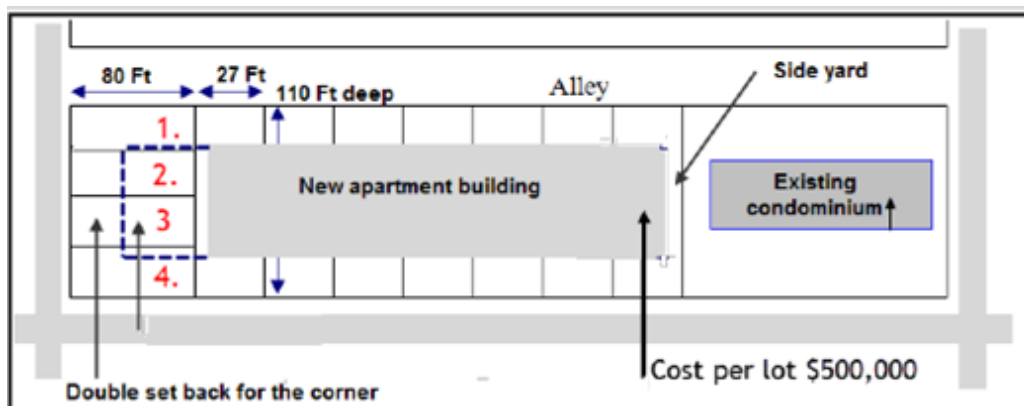 80 Ft
27 Ft
110 Ft deep
Alley
Side yard
1.
2.
3
4.
New apartment building
Existing
condominium
Cost per lot $500,000
Double set back for the corner